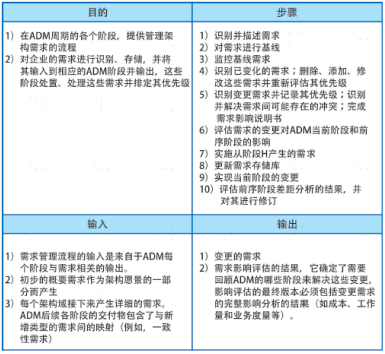 目的
1）在ADM周期的各个阶段，提供管理架
构需求的流程
2）对企业的需求进行识别、存储，并将
其输入到相应的ADM阶段并输出，这些
阶段处置、处理这些需求并排定其优先级
步骤
1）识别并描述需求
2）对需求进行基线
3）监控基线需求
4）识别已变化的需求；删除、添加、修
改这些需求并重新评估其优先级
5）识别变更需求并记录其优先级；识别
并解决需求间可能存在的冲突；完成
需求影响说明书
6）评估需求的变更对ADM当前阶段和前
序阶段的影响
7）实施从阶段H产生的需求
8）更新需求存储库
9）实现当前阶段的变更
10）评估前序阶段差距分析的结果，并
对其进行修订
输入
1）需求管理流程的输入是来自于ADM每
个阶段与需求相关的输出。
2）初步的概要需求作为架构愿景的一部
分而产生
3）每个架构域接下来产生详细的需求。
ADM后续各阶段的交付物包含了与新
增类型的需求间的映射（例如，一致
性需求）
输出
1）变更的需求
2）需求影响评估的结果，它确定了需要
回顾ADM的哪些阶段来解决这些变更。
影响评估的最终版本必须包括变更需求
的完整影响分析的结果（如成本、工作
量和业务度量等）。